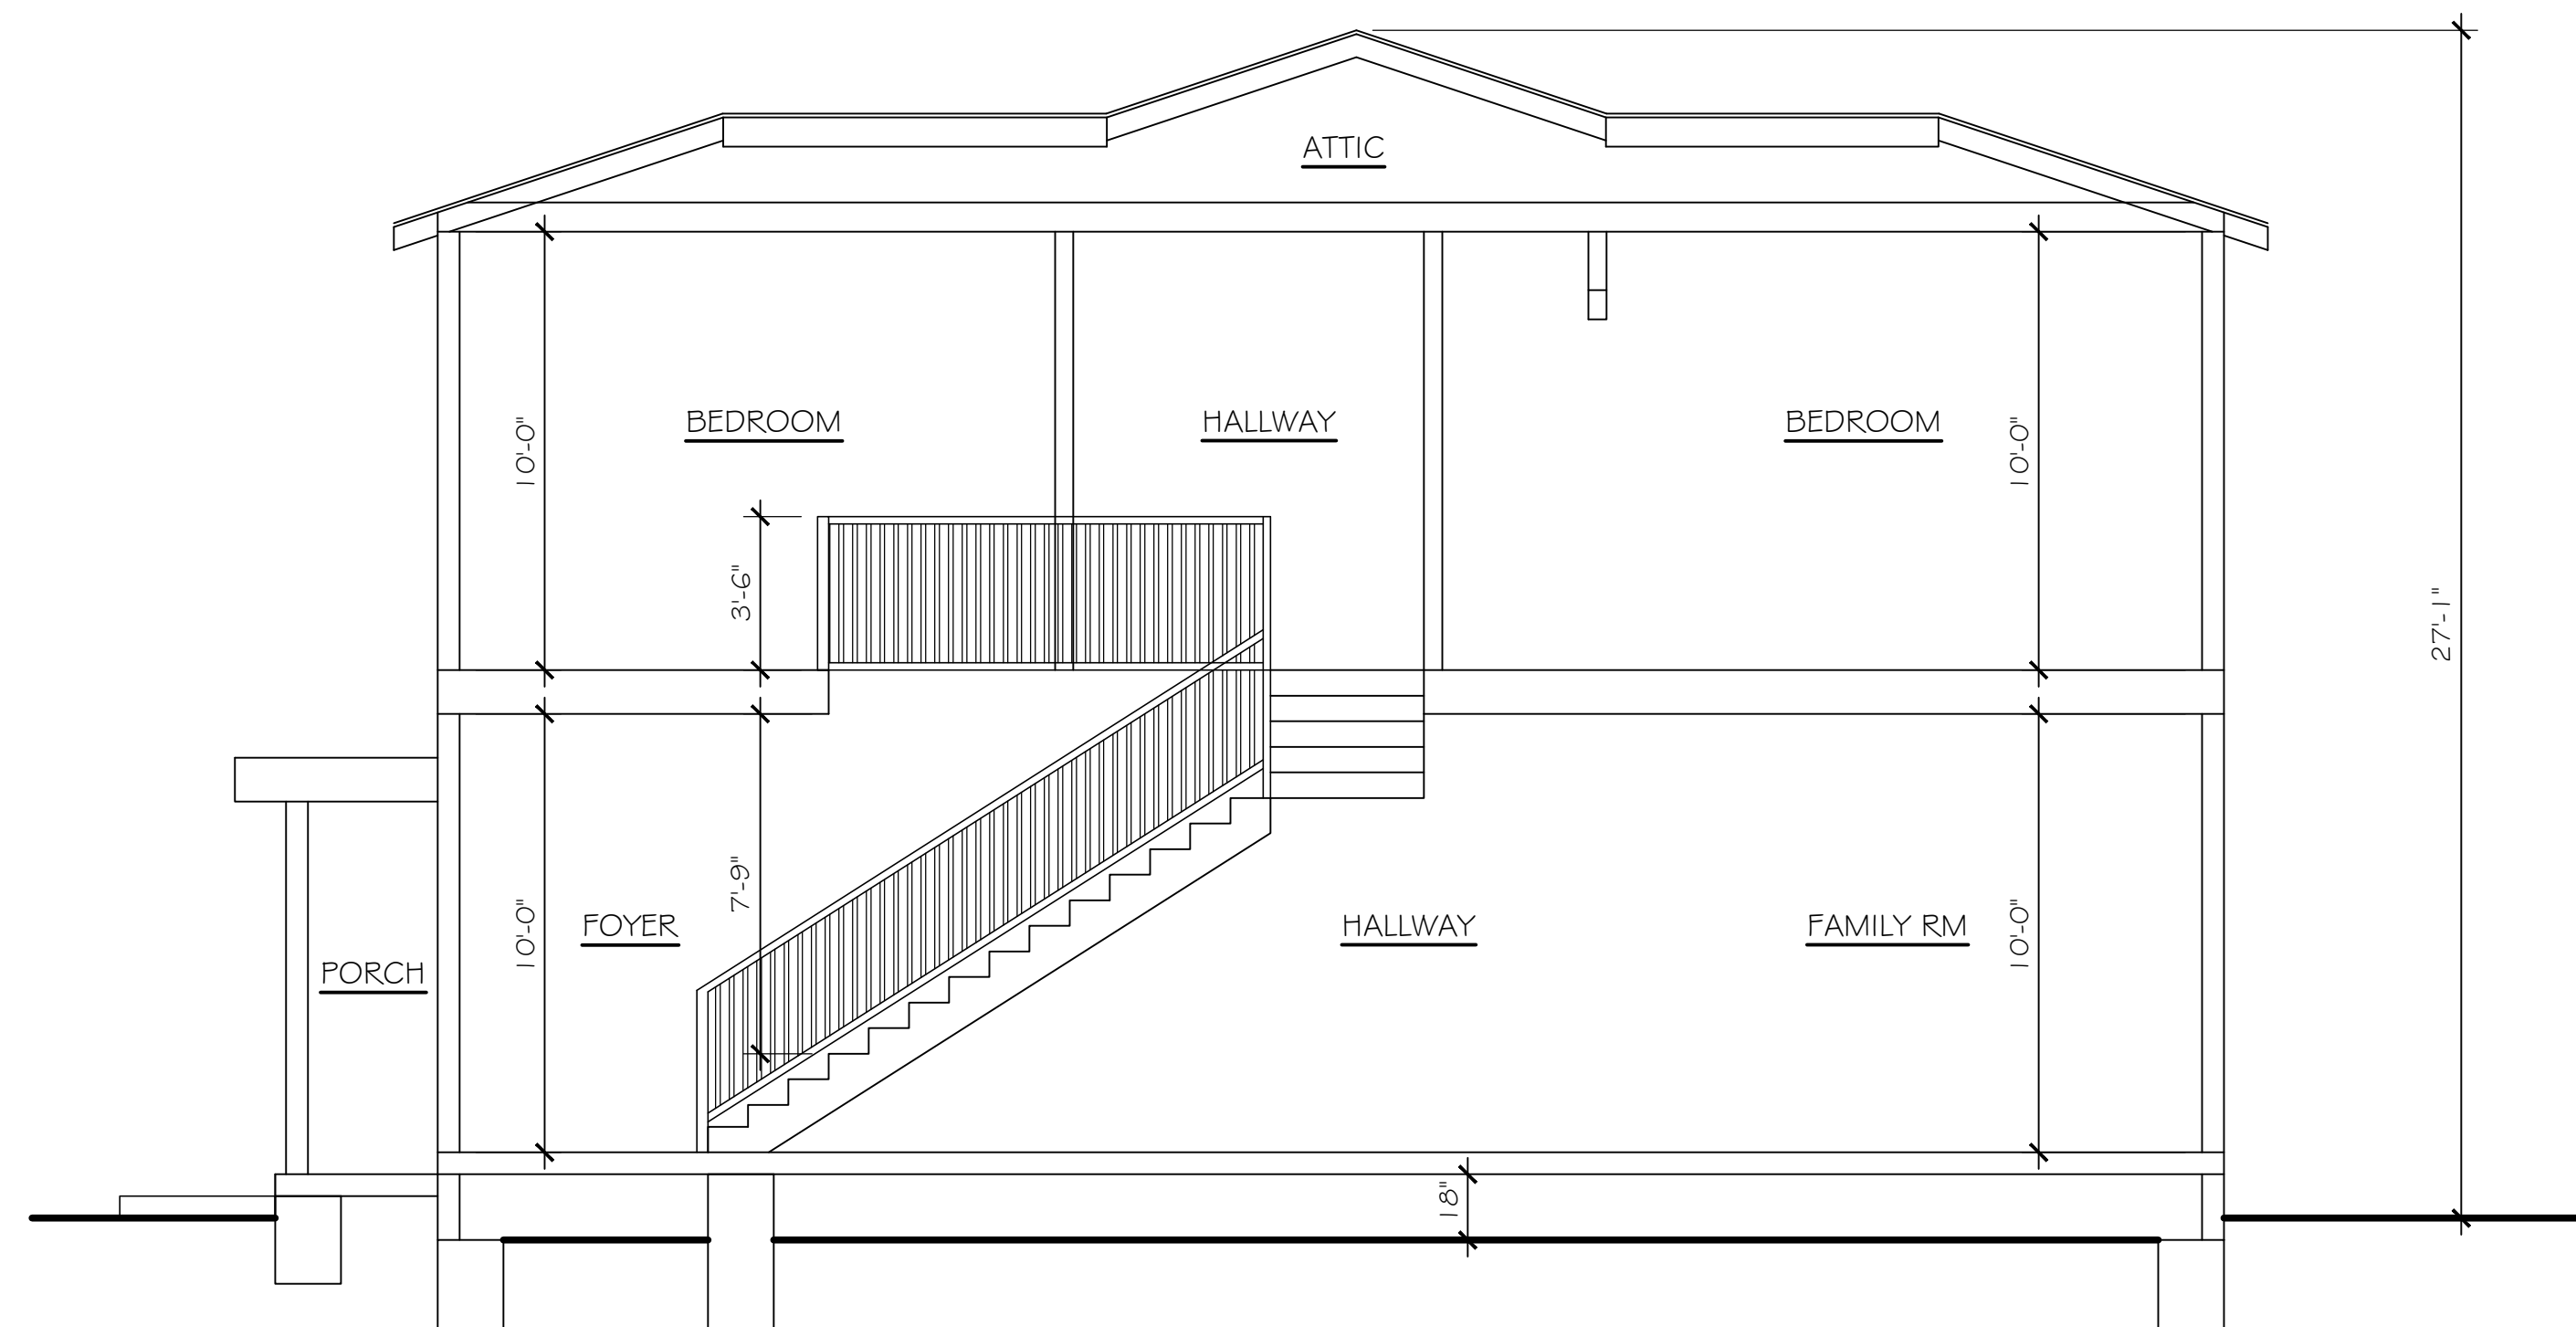 ATTIC
BEDROOM
HALLWAY
BEDROOM
10'-0"
10'-0"
3'-6"
27'-1"
7'-9"
10'-0"
FOYER
HALLWAY
FAMILY RM
10'-0"
PORCH
18"